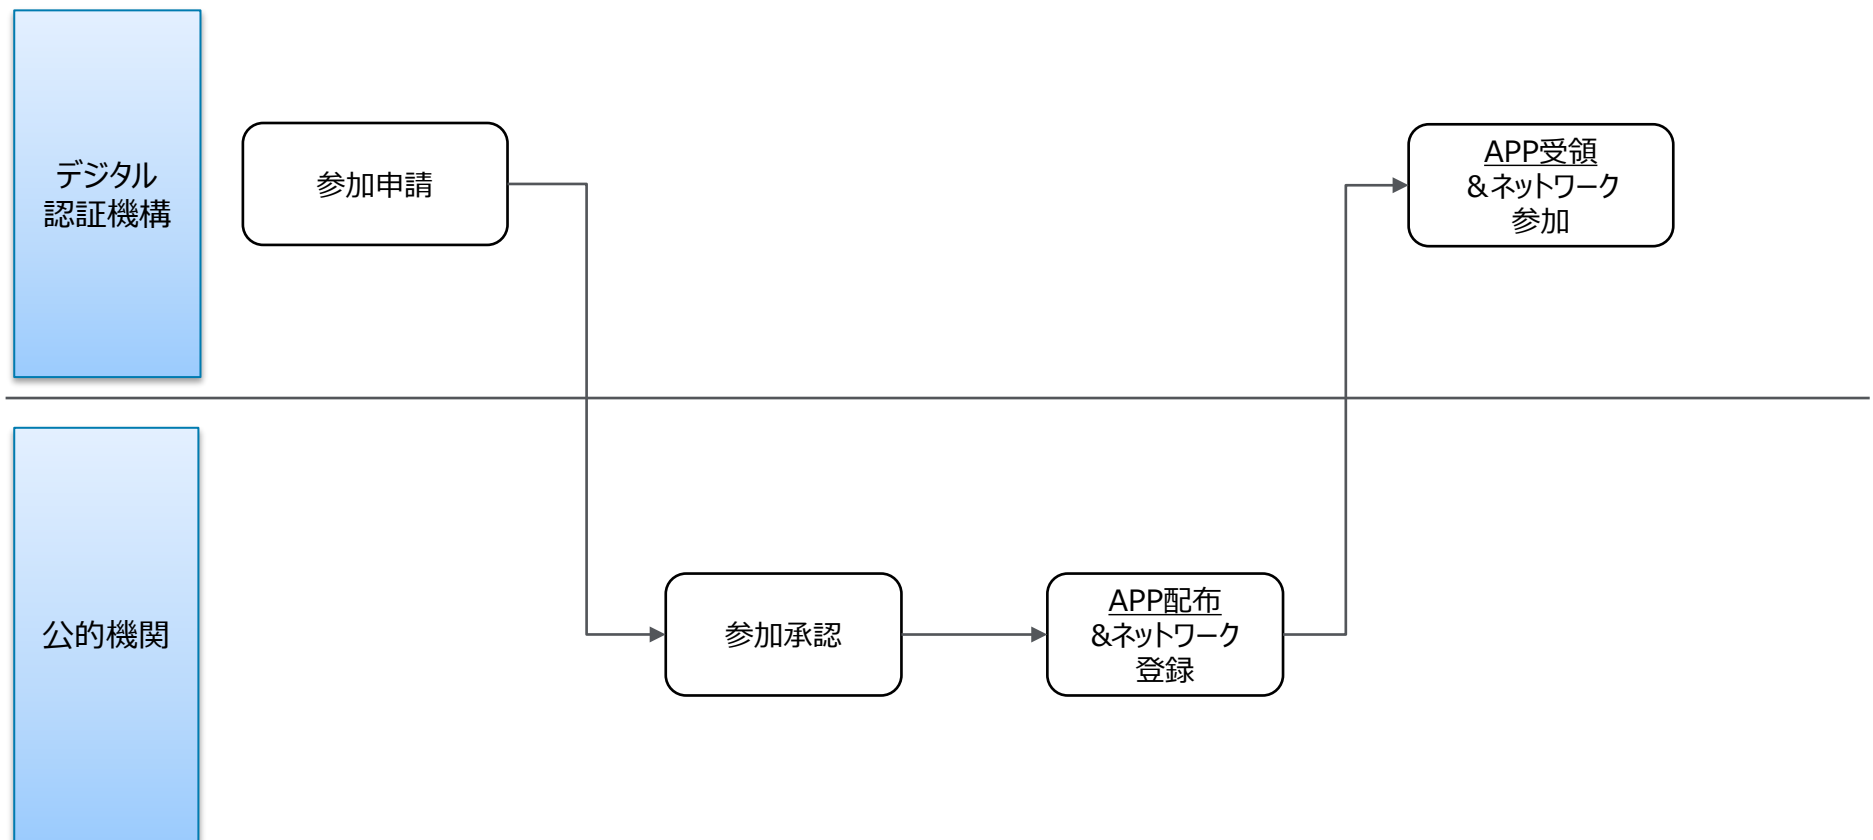 デジタル
認証機構
参加申請
APP受領
&ネットワーク
参加
公的機関
参加承認
APP配布
&ネットワーク
登録